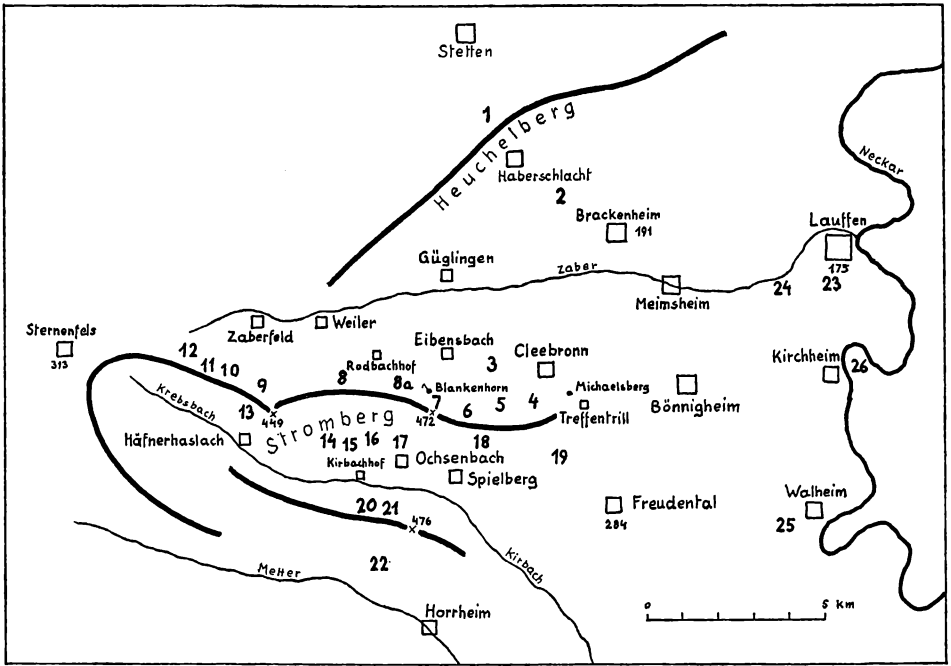 Stetten
1
Heuchelberg
Haberschlacht
2
Neckar
Brackenheim
191
Lauffen
175
Güglingen
Zaber
24
23
Meimsheim
Sternenfels
313
Zaberfeld
Weiler
Eibensbach
Cleebronn
Kirchheim
12
11
10
9
Rodbachhof
8
8a
3
26
Blankenhorn
Michaelsberg
Krebsbach
7
6
5
4
Treffentrill
Bönnigheim
13
449
Stromberg
472
Häfnerhaslach
14
15
16
17
18
19
Kirbachhof
Ochsenbach
Spielberg
20
21
476
Freudental
284
Walheim
25
22
Metter
Kirbach
Horrheim
0
5 km